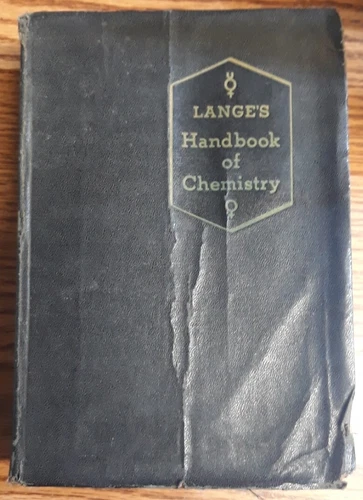 LANGE'S
Handbook
of
Chemistry